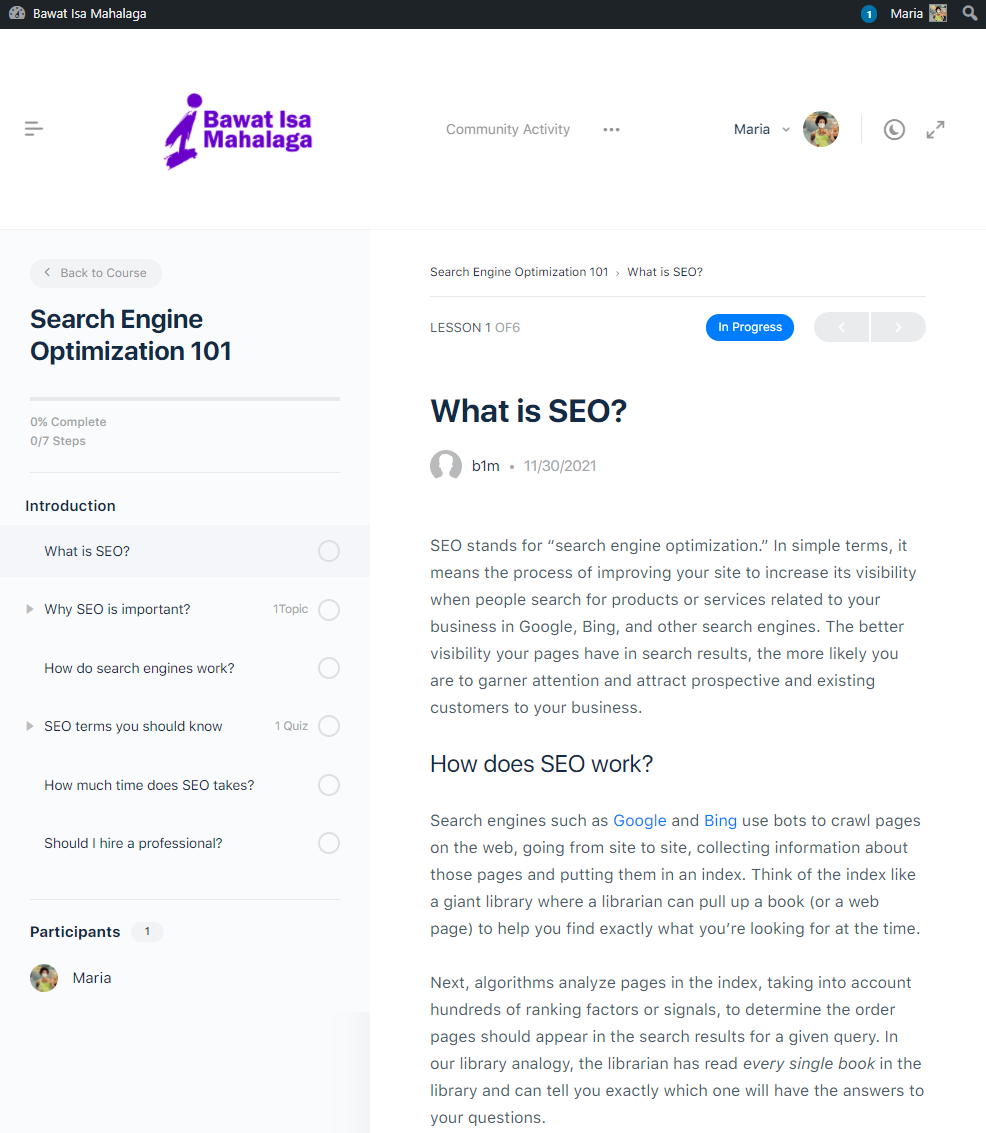 Bawat Isa Mahalaga
1
Maria
Bawat Isa
Mahalaga
Community Activity
Maria
Back to Course
Search Engine
Optimization 101
0% Complete
0/7 Steps
Introduction
What is SEO?
Why SEO is important?
1Topic
How do search engines work?
SEO terms you should know
1 Quiz
How much time does SEO takes?
Should I hire a professional?
Participants
1
Maria
Search Engine Optimization 101 › What is SEO?
LESSON 1 OF6
In Progress
What is SEO?
b1m • 11/30/2021
SEO stands for “search engine optimization.” In simple terms, it
means the process of improving your site to increase its visibility
when people search for products or services related to your
business in Google, Bing, and other search engines. The better
visibility your pages have in search results, the more likely you
are to garner attention and attract prospective and existing
customers to your business.
How does SEO work?
Search engines such as Google and Bing use bots to crawl pages
on the web, going from site to site, collecting information about
those pages and putting them in an index. Think of the index like
a giant library where a librarian can pull up a book (or a web
page) to help you find exactly what you’re looking for at the time.
Next, algorithms analyze pages in the index, taking into account
hundreds of ranking factors or signals, to determine the order
pages should appear in the search results for a given query. In
our library analogy, the librarian has read every single book in the
library and can tell you exactly which one will have the answers to
your questions.